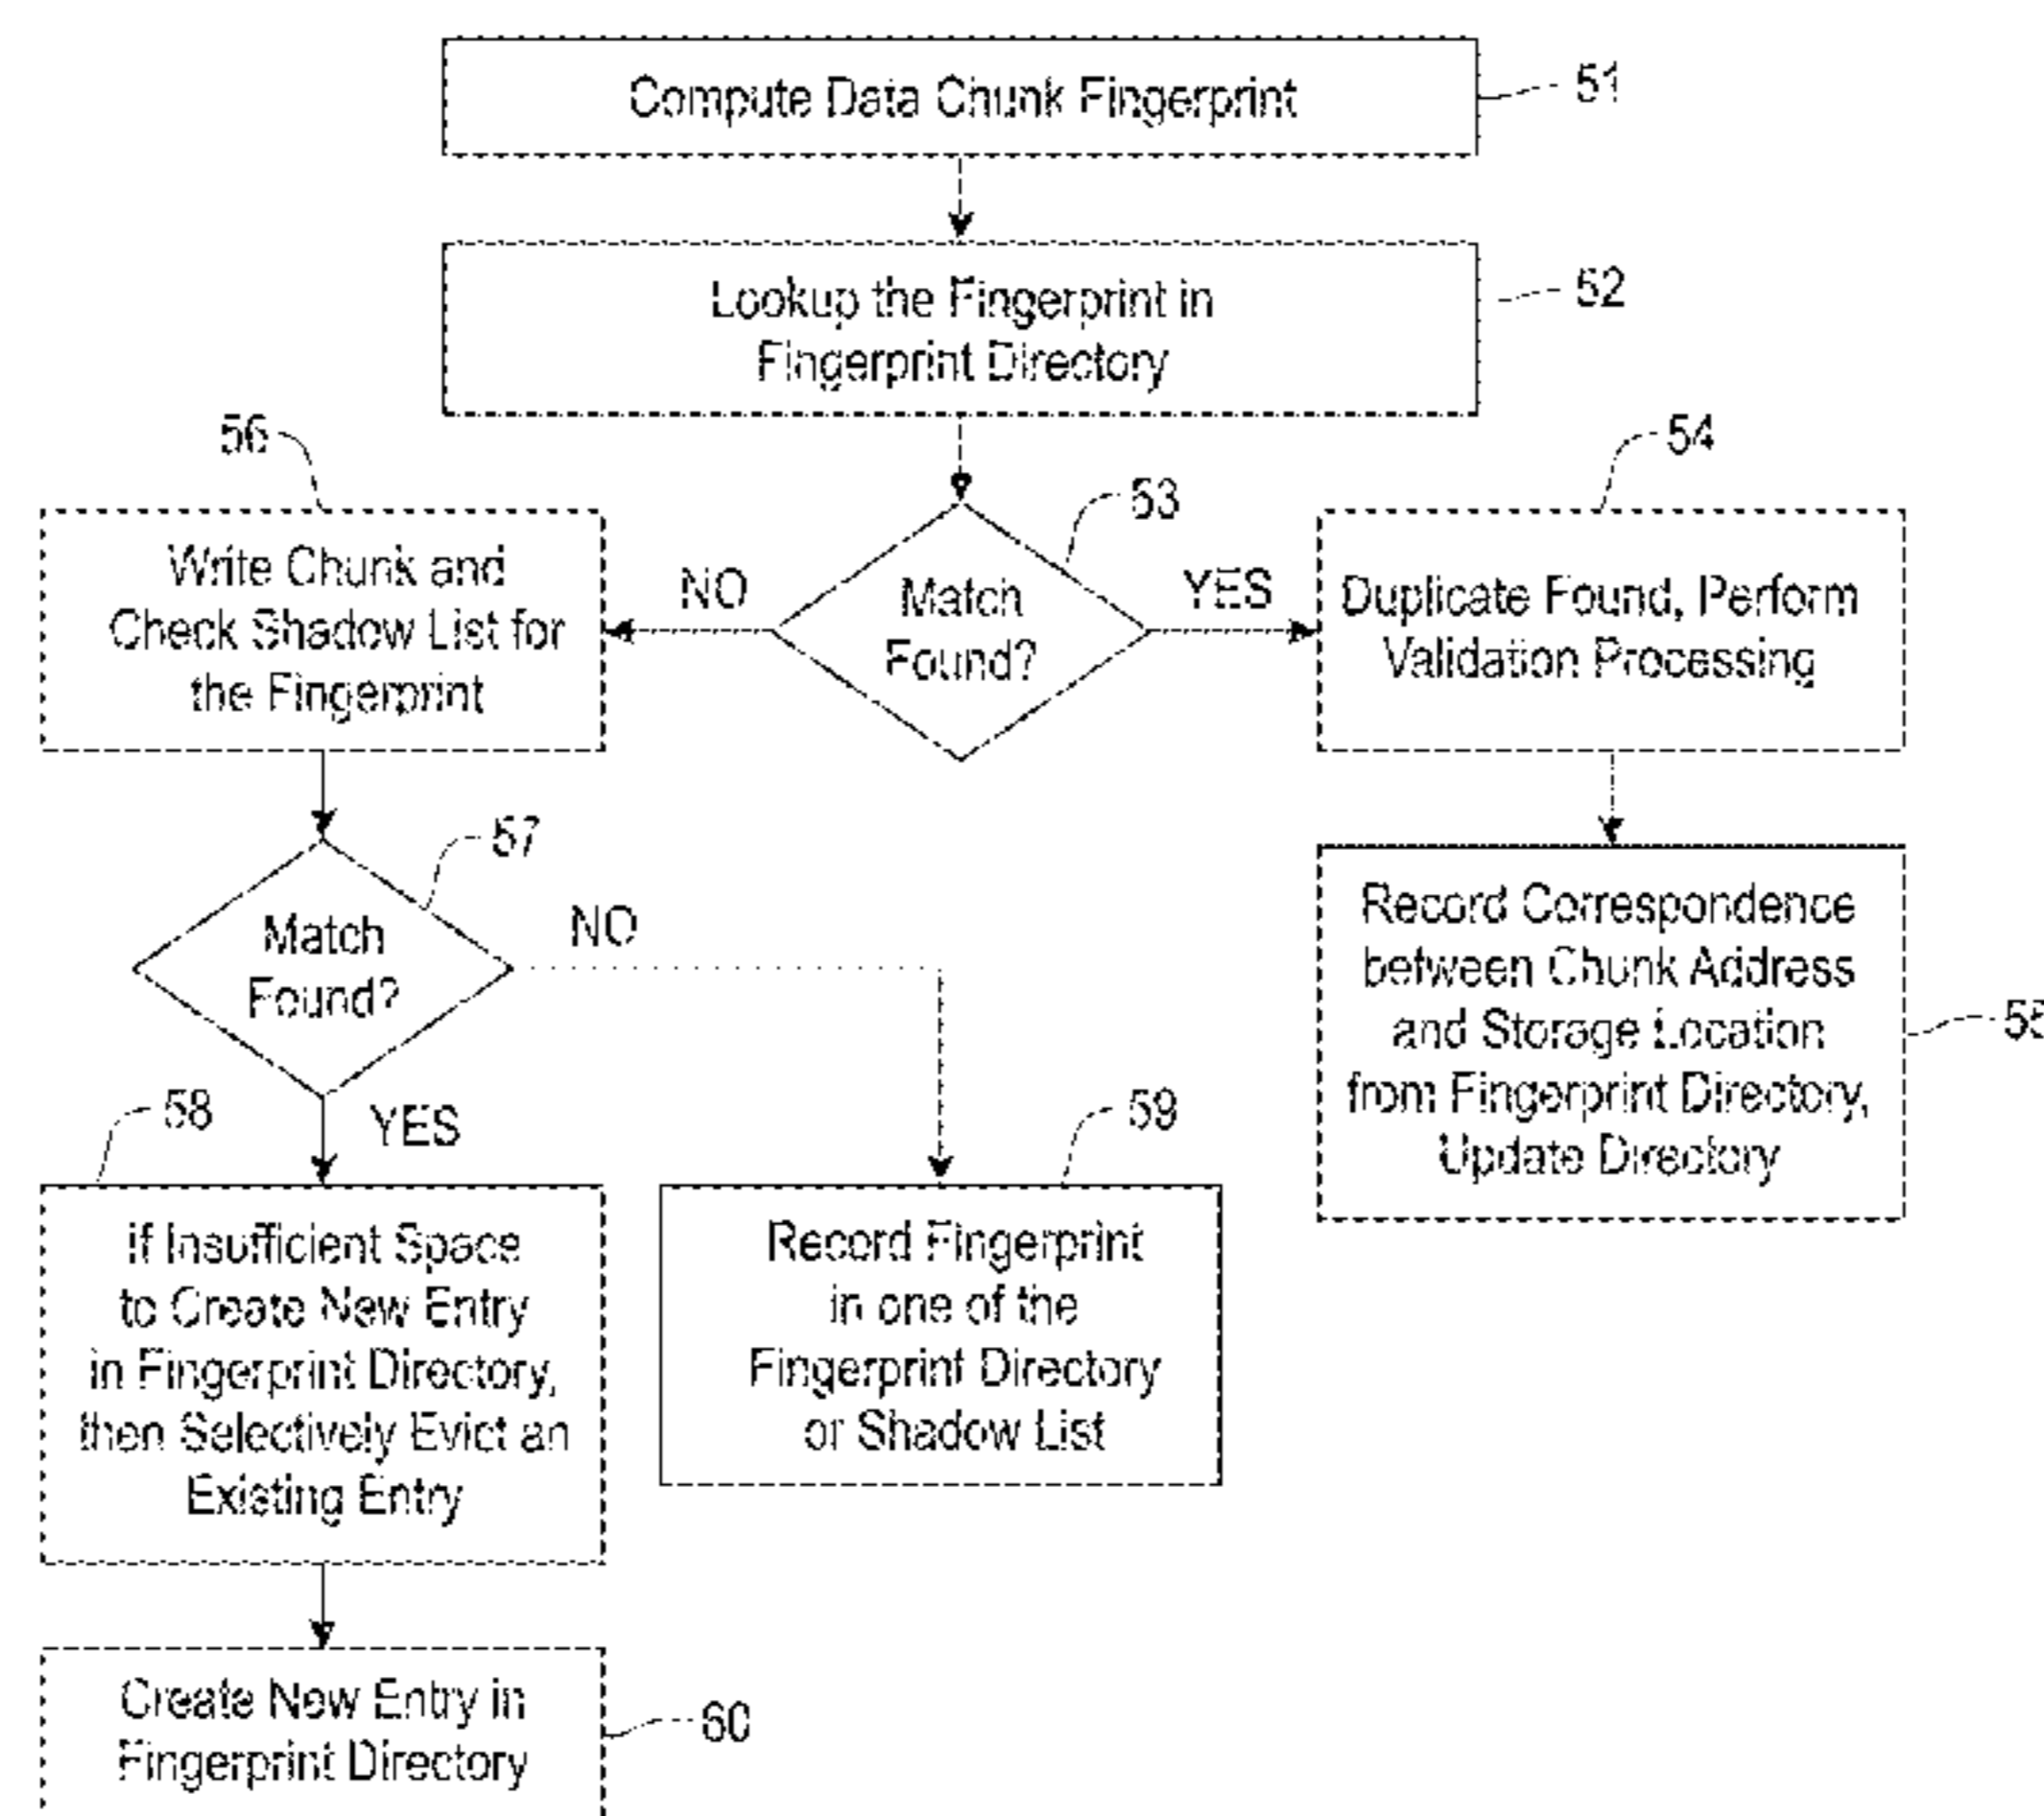 Compute Data Chunk Fingerprint
51
Lookup the Fingerprint in
Fingerprint Directory
52
53
Match
Found?
NO
YES
54
Duplicate Found, Perform
Validation Processing
Record Correspondence
between Chunk Address
and Storage Location
from Fingerprint Directory,
Update Directory
55
56
Write Chunk and
Check Shadow List for
the Fingerprint
57
Match
Found?
NO
YES
58
If Insufficient Space
to Create New Entry
in Fingerprint Directory,
then Selectively Evict an
Existing Entry
59
Record Fingerprint
in one of the
Fingerprint Directory
or Shadow List
Create New Entry in
Fingerprint Directory
60